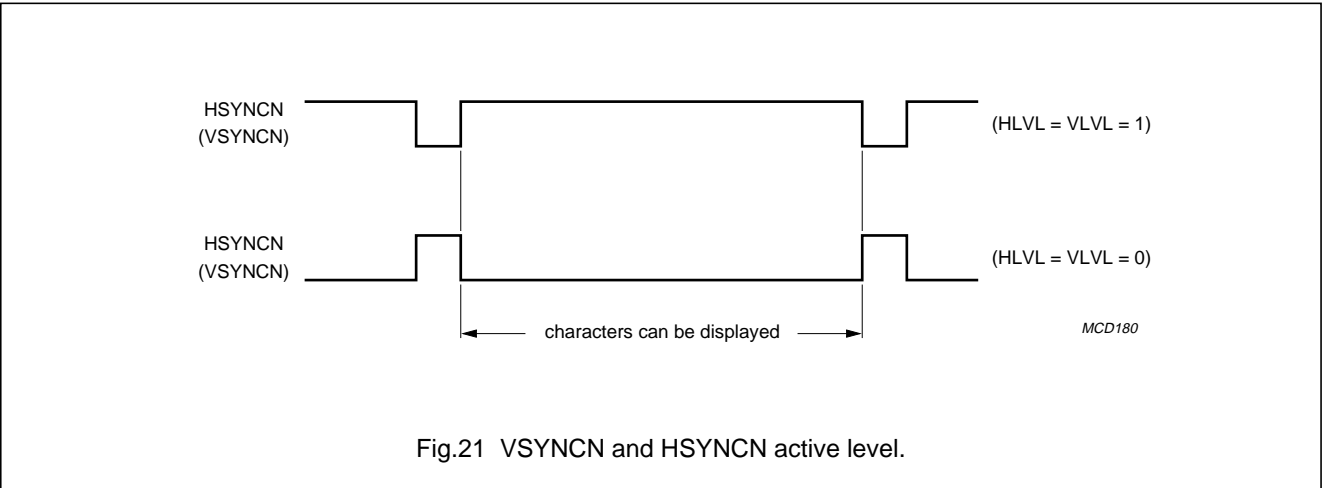 HSYNCN
(VSYNCN)
(HLVL = VLVL = 1)
HSYNCN
(VSYNCN)
(HLVL = VLVL = 0)
characters can be displayed
MCD180
Fig.21 VSYNCN and HSYNCN active level.